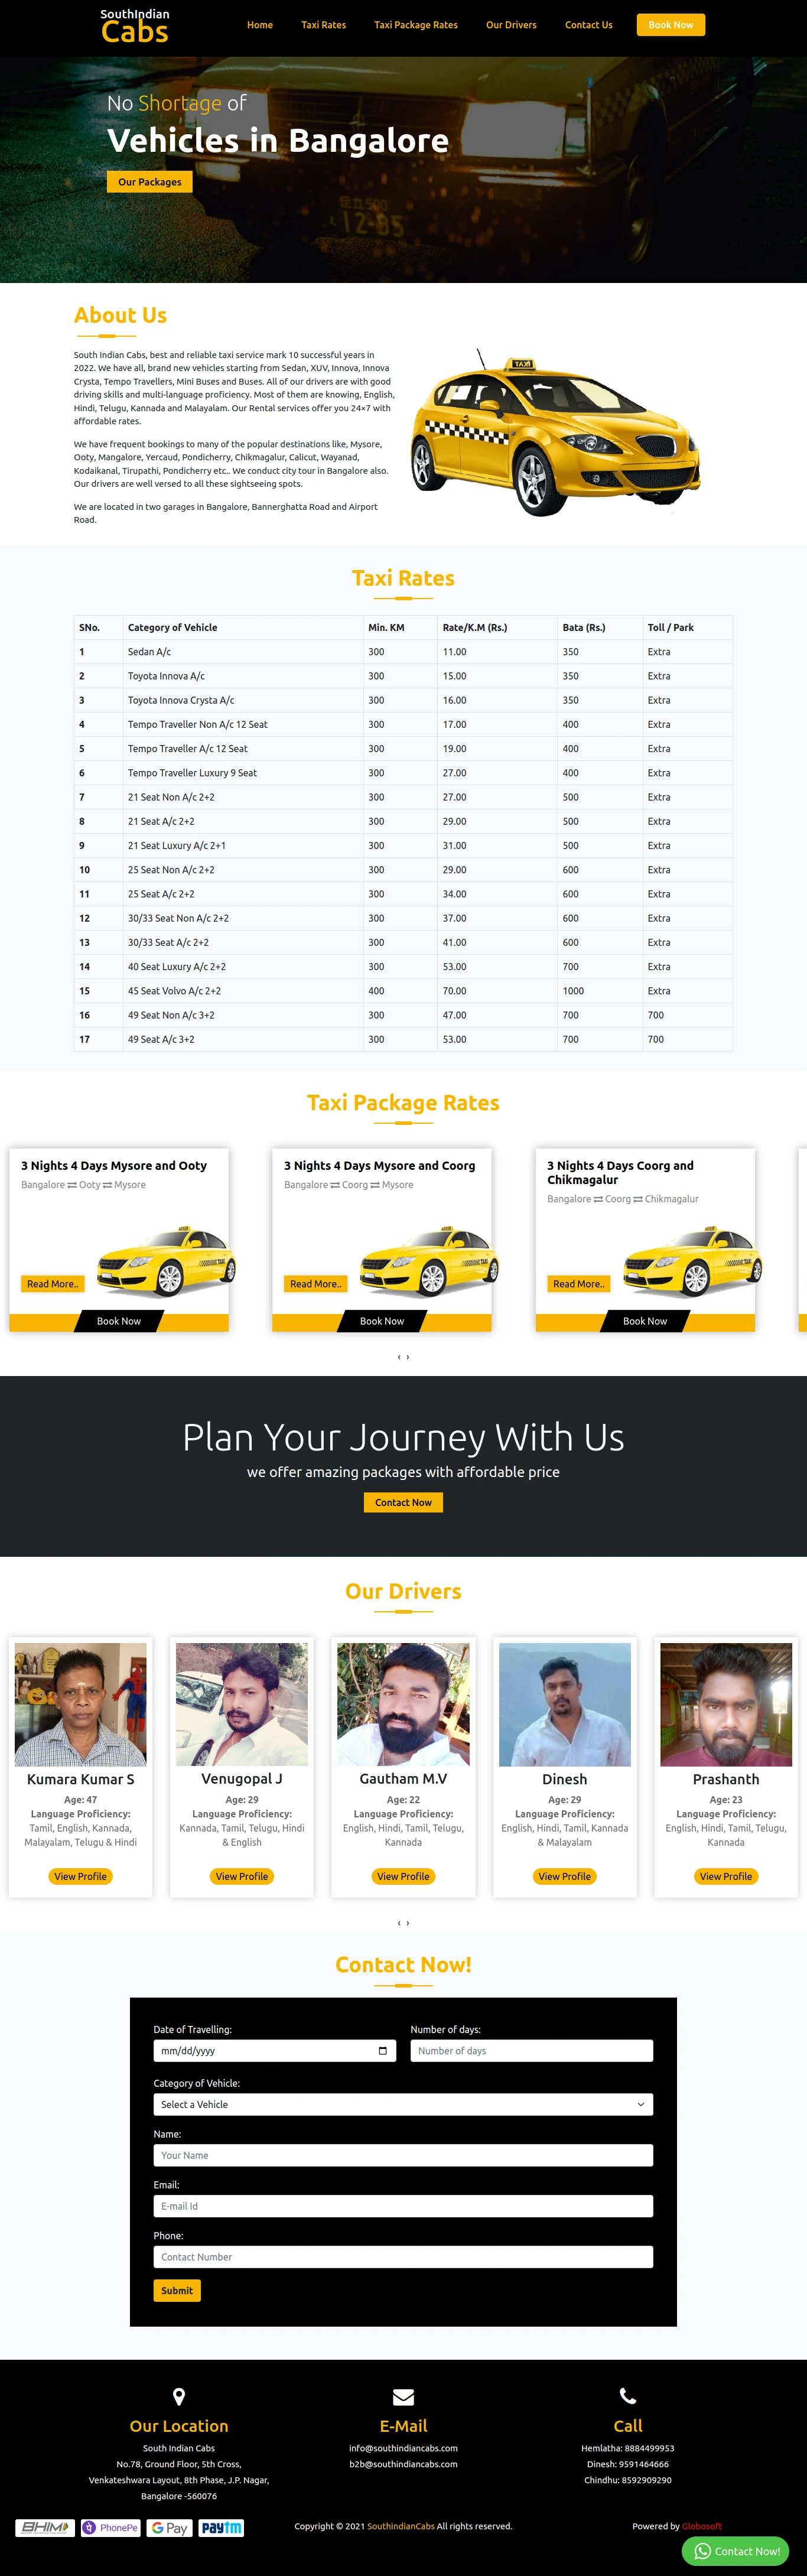 SouthIndian
Cabs
Home
Taxi Rates
Taxi Package Rates
Our Drivers
Contact Us
Book Now
No Shortage of
Vehicles in Bangalore
Our Packages
About Us
South Indian Cabs, best and reliable taxi service mark 10 successful years in
2022. We have all, brand new vehicles starting from Sedan, XUV, Innova, Innova
Crysta, Tempo Travellers, Mini Buses and Buses. All of our drivers are with good
driving skills and multi-language proficiency. Most of them are knowing, English,
Hindi, Telugu, Kannada and Malayalam. Our Rental services offer you 24×7 with
affordable rates.
We have frequent bookings to many of the popular destinations like, Mysore,
Ooty, Mangalore, Yercaud, Pondicherry, Chikmagalur, Calicut, Wayanad,
Kodaikanal, Tirupathi, Pondicherry etc.. We conduct city tour in Bangalore also.
Our drivers are well versed to all these sightseeing spots.
We are located in two garages in Bangalore, Bannerghatta Road and Airport
Road.
TAXI
Taxi Rates
SNo. Category of Vehicle Min. KM Rate/K.M (Rs.) Bata (Rs.) Toll / Park
1 Sedan A/c 300 11.00 350 Extra
2 Toyota Innova A/c 300 15.00 350 Extra
3 Toyota Innova Crysta A/c 300 16.00 350 Extra
4 Tempo Traveller Non A/c 12 Seat 300 17.00 400 Extra
5 Tempo Traveller A/c 12 Seat 300 19.00 400 Extra
6 Tempo Traveller Luxury 9 Seat 300 27.00 400 Extra
7 21 Seat Non A/c 2+2 300 27.00 500 Extra
8 21 Seat A/c 2+2 300 29.00 500 Extra
9 21 Seat Luxury A/c 2+1 300 31.00 500 Extra
10 25 Seat Non A/c 2+2 300 29.00 600 Extra
11 25 Seat A/c 2+2 300 34.00 600 Extra
12 30/33 Seat Non A/c 2+2 300 37.00 600 Extra
13 30/33 Seat A/c 2+2 300 41.00 600 Extra
14 40 Seat Luxury A/c 2+2 300 53.00 700 Extra
15 45 Seat Volvo A/c 2+2 400 70.00 1000 Extra
16 49 Seat Non A/c 3+2 300 47.00 700 700
17 49 Seat A/c 3+2 300 53.00 700 700
Taxi Package Rates
3 Nights 4 Days Mysore and Ooty
Bangalore ⇄ Ooty ⇄ Mysore
Read More..
Book Now
3 Nights 4 Days Mysore and Coorg
Bangalore ⇄ Coorg ⇄ Mysore
Read More..
Book Now
3 Nights 4 Days Coorg and
Chikmagalur
Bangalore ⇄ Coorg ⇄ Chikmagalur
Read More..
Book Now
‹ ›
Plan Your Journey With Us
we offer amazing packages with affordable price
Contact Now
Our Drivers
Kumara Kumar S
Age: 47
Language Proficiency:
Tamil, English, Kannada,
Malayalam, Telugu & Hindi
View Profile
Venugopal J
Age: 29
Language Proficiency:
Kannada, Tamil, Telugu, Hindi
& English
View Profile
Gautham M.V
Age: 22
Language Proficiency:
English, Hindi, Tamil, Telugu,
Kannada
View Profile
Dinesh
Age: 29
Language Proficiency:
English, Hindi, Tamil, Kannada
& Malayalam
View Profile
Prashanth
Age: 23
Language Proficiency:
English, Hindi, Tamil, Telugu,
Kannada
View Profile
‹ ›
Contact Now!
Date of Travelling:
mm/dd/yyyy
Number of days:
Number of days
Category of Vehicle:
Select a Vehicle
Name:
Your Name
Email:
E-mail Id
Phone:
Contact Number
Submit
Our Location
South Indian Cabs
No.78, Ground Floor, 5th Cross,
Venkateshwara Layout, 8th Phase, J.P. Nagar,
Bangalore -560076
E-Mail
info@southindiancabs.com
b2b@southindiancabs.com
Call
Hemlatha: 8884499953
Dinesh: 9591464666
Chindhu: 8592909290
BHIM
PhonePe
G Pay
Paytm
Copyright © 2021 SouthindianCabs All rights reserved.
Powered by Globosoft
Contact Now!